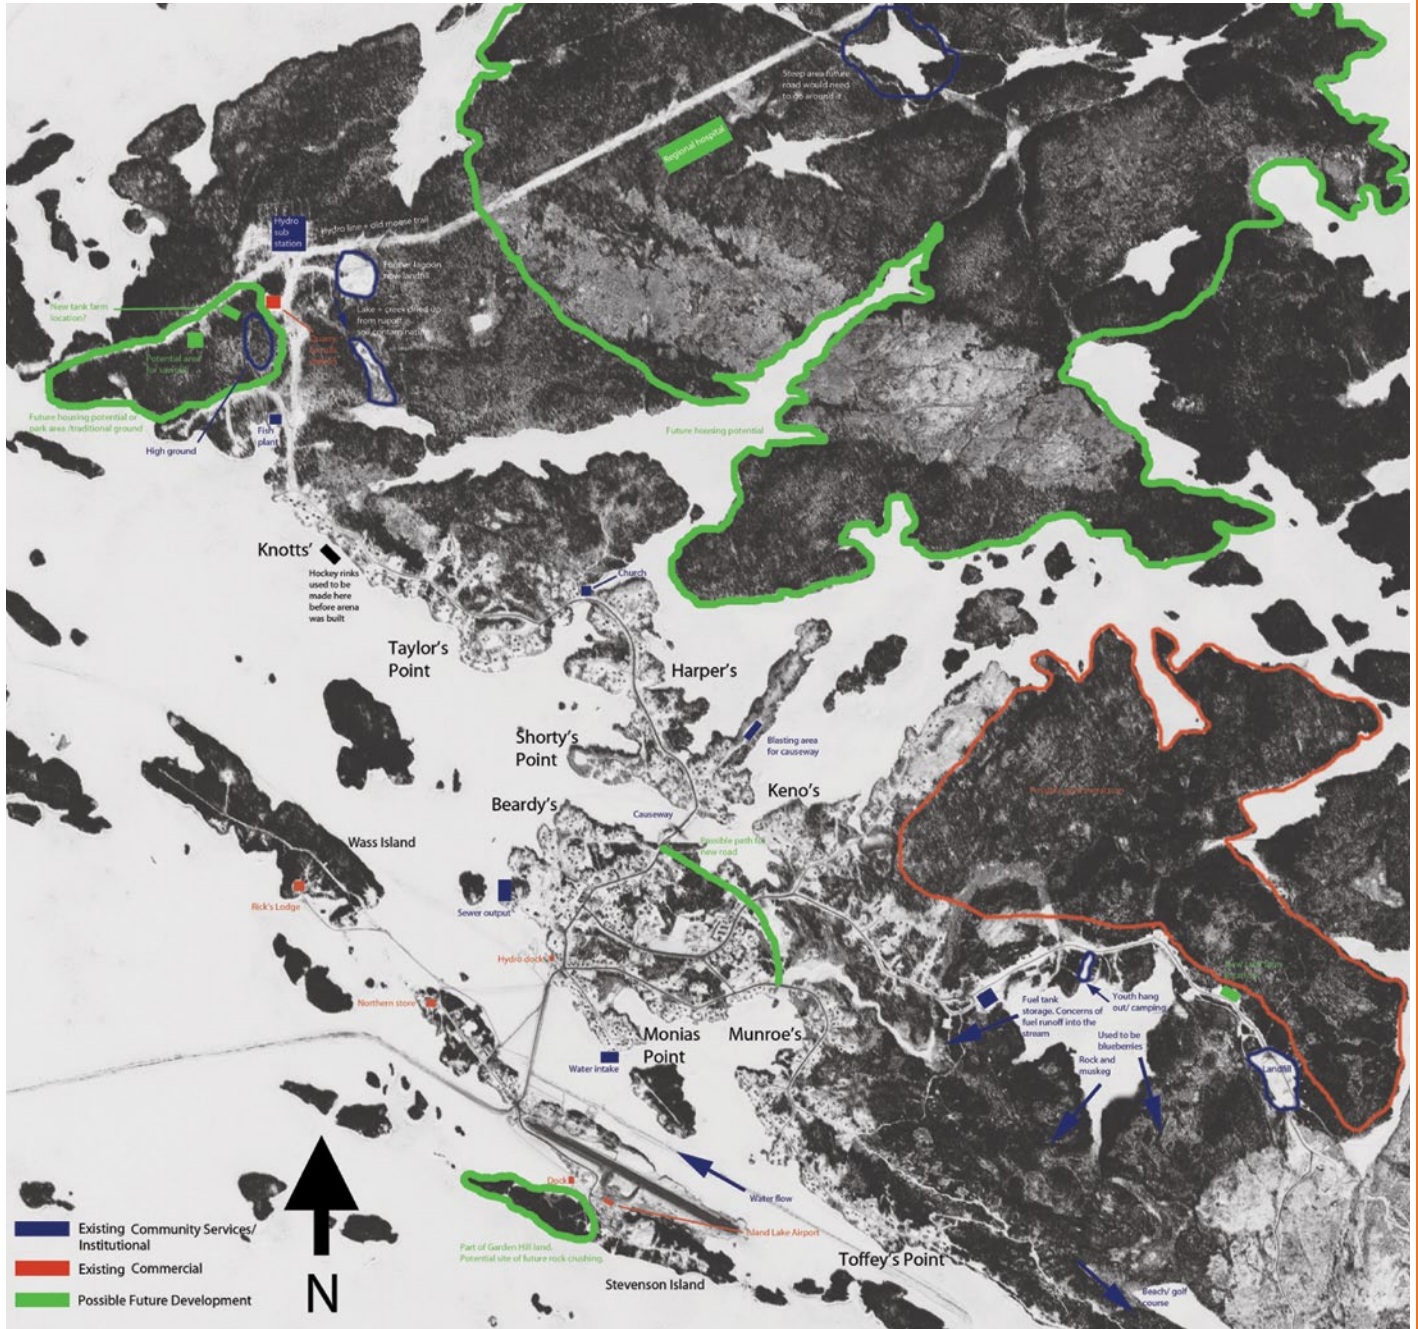 Steep area future
road would need
to go around it
Regional hospital
Hydro
sub
station
Hydro line + old moose trail
Former lagoon
now landfill
New tank farm
location?
Lake + creek dried up
from runoff
soil contamination
Potential area
for sawmill
Future housing potential or
park area /traditional ground
High ground
Fish
plant
Future housing potential
Knotts'
Hockey rinks
used to be
made here
before arena
was built
Church
Taylor's
Point
Harper's
Shorty's
Point
Blasting area
for causeway
Keno's
Beardy's
Causeway
Possible path for
new road
Wass Island
Rick's Lodge
Sewer output
Hydro dock
Northern store
Fuel tank
storage. Concerns of
fuel runoff into the
stream
Youth hang
out/ camping
Used to be
blueberries
Rock and
muskeg
Monias
Point
Munroe's
Water intake
Landfill
Water flow
Dock
Island Lake Airport
Part of Garden Hill land.
Potential site of future rock crushing.
Toffey's Point
Stevenson Island
Beach/ golf
course
N
Existing Community Services/
Institutional
Existing Commercial
Possible Future Development